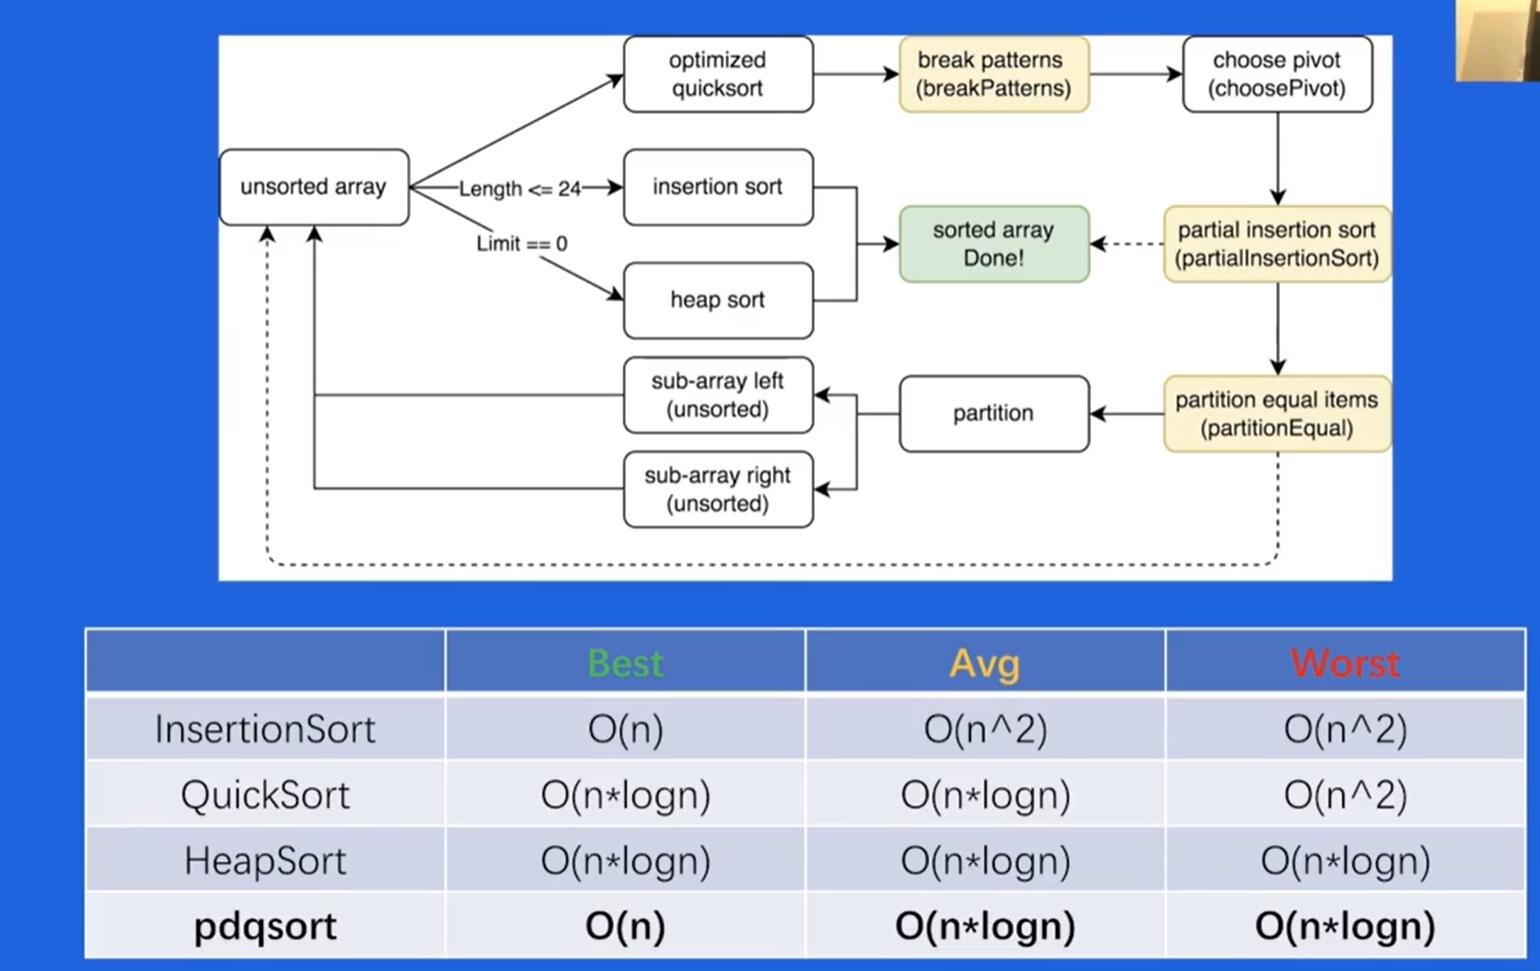 optimized
quicksort
break patterns
(breakPatterns)
choose pivot
(choosePivot)
unsorted array
Length <= 24
insertion sort
Limit == 0
heap sort
sorted array
Done!
partial insertion sort
(partialInsertionSort)
sub-array left
(unsorted)
partition
partition equal items
(partitionEqual)
sub-array right
(unsorted)
Best Avg Worst
InsertionSort O(n) O(n^2) O(n^2)
QuickSort O(n*logn) O(n*logn) O(n^2)
HeapSort O(n*logn) O(n*logn) O(n*logn)
pdqsort O(n) O(n*logn) O(n*logn)